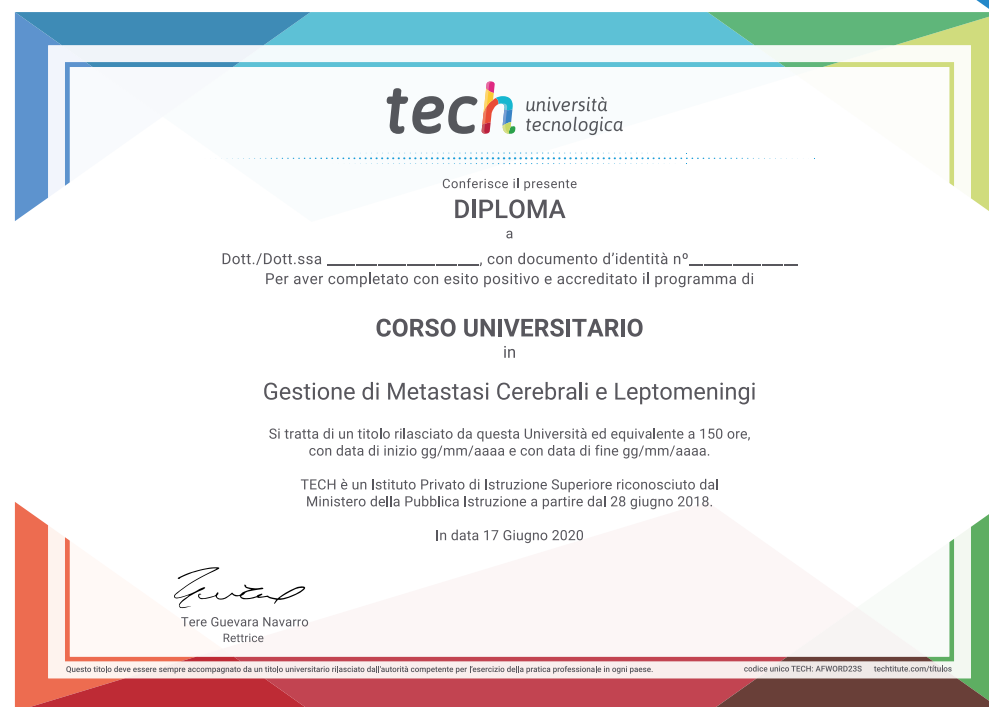 tech università
tecnologica
Conferisce il presente
DIPLOMA
a
Dott./Dott.ssa ____________________, con documento d'identità nº______________
Per aver completato con esito positivo e accreditato il programma di
CORSO UNIVERSITARIO
in
Gestione di Metastasi Cerebrali e Leptomeningi
Si tratta di un titolo rilasciato da questa Università ed equivalente a 150 ore,
con data di inizio gg/mm/aaaa e con data di fine gg/mm/aaaa.
TECH è un Istituto Privato di Istruzione Superiore riconosciuto dal
Ministero della Pubblica Istruzione a partire dal 28 giugno 2018.
In data 17 Giugno 2020
Tere Guevara Navarro
Rettrice
Questo titolo deve essere sempre accompagnato da un titolo universitario rilasciato dall'autorità competente per l'esercizio della pratica professionale in ogni paese. codice unico TECH: AFWORD23S techtitute.com/titulos